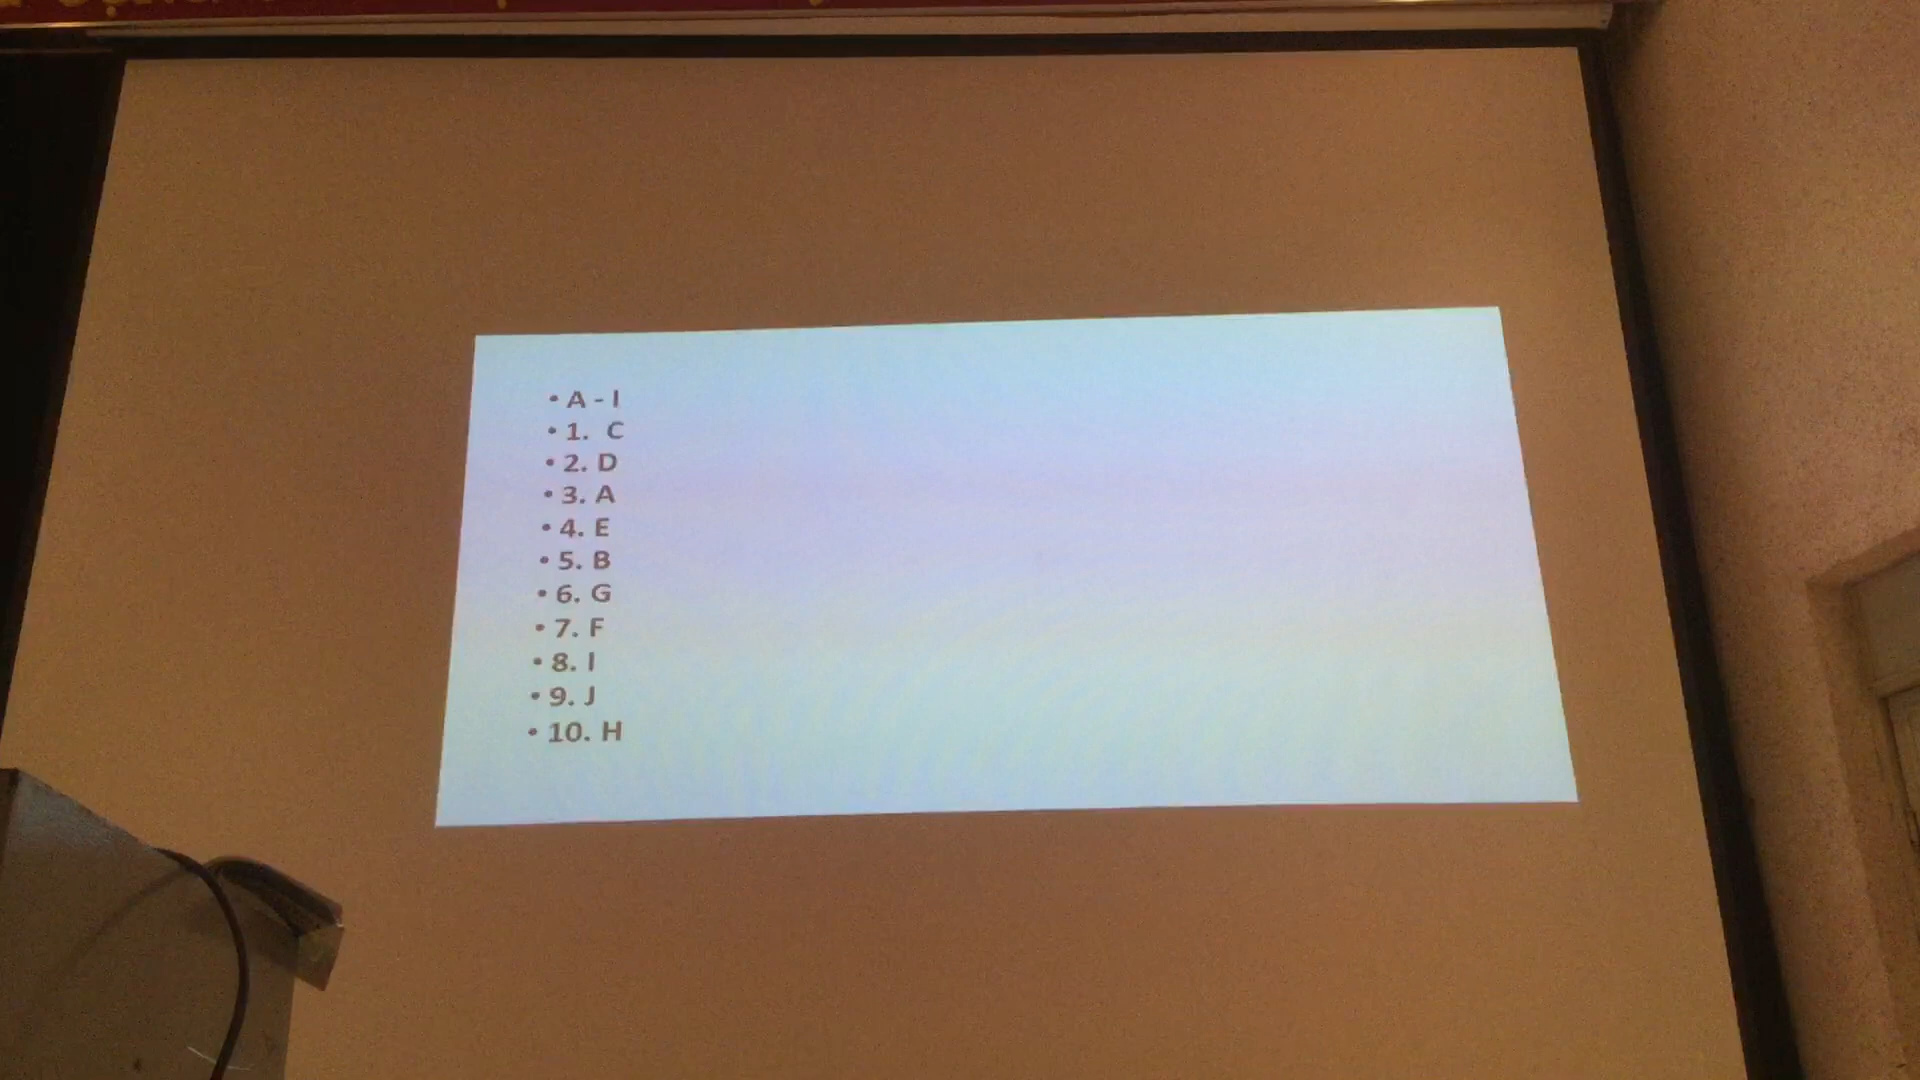 • A - I
• 1. C
• 2. D
• 3. A
• 4. E
• 5. B
• 6. G
• 7. F
• 8. I
• 9. J
• 10. H